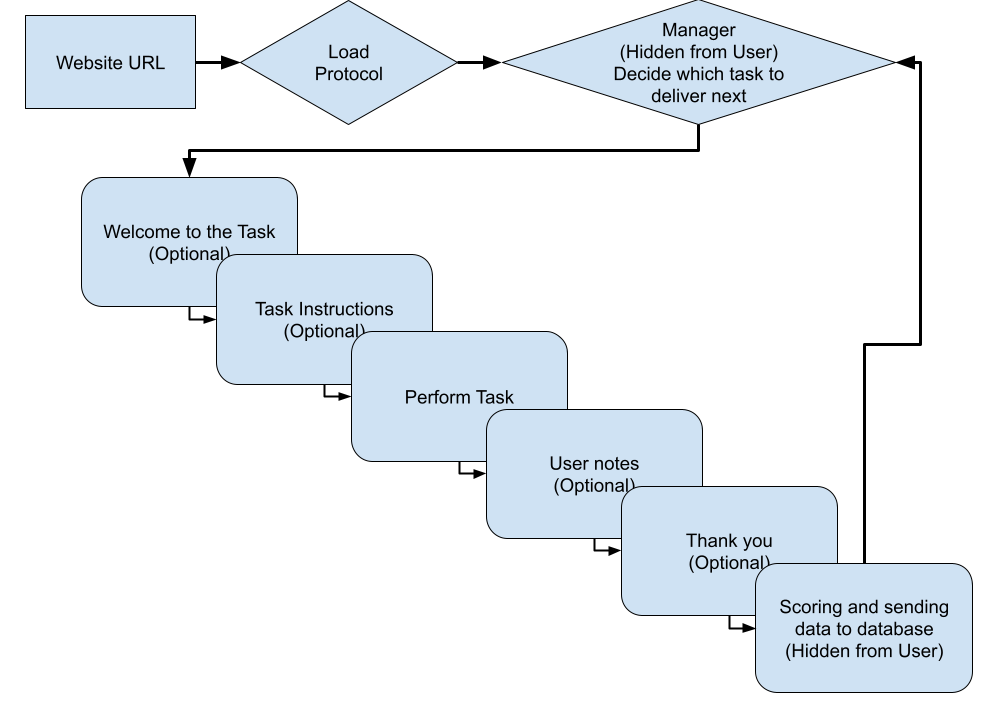 Website URL
Load
Protocol
Manager
(Hidden from User)
Decide which task to
deliver next
Welcome to the Task
(Optional)
Task Instructions
(Optional)
Perform Task
User notes
(Optional)
Thank you
(Optional)
Scoring and sending
data to database
(Hidden from User)